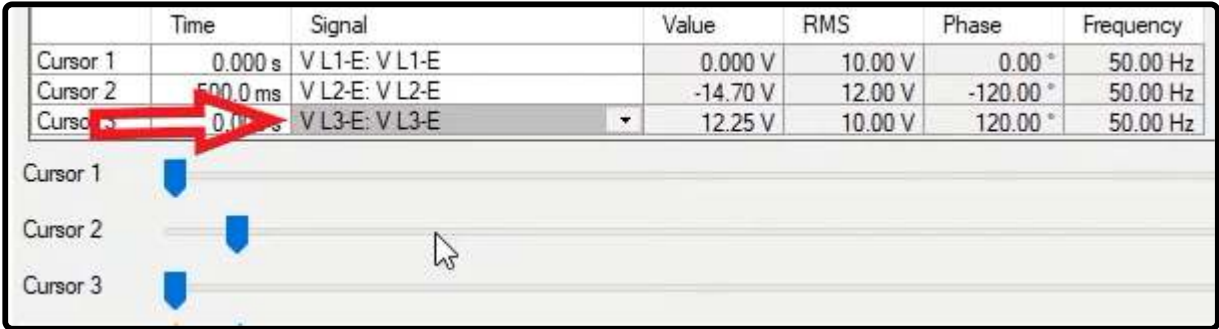 Time Signal Value RMS Phase Frequency
Cursor 1 0.000 s V L1-E: V L1-E 0.000 V 10.00 V 0.00 ° 50.00 Hz
Cursor 2 500.0 ms V L2-E: V L2-E -14.70 V 12.00 V -120.00 ° 50.00 Hz
V L3-E: V L3-E 12.25 V 10.00 V 120.00 ° 50.00 Hz
Cursor 1
Cursor 2
Cursor 3